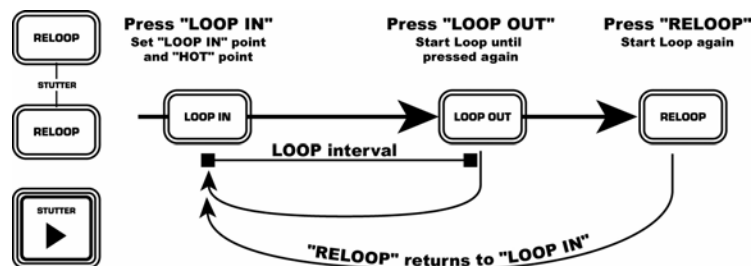 RELOOP
STUTTER
RELOOP
STUTTER
Press "LOOP IN"
Set "LOOP IN" point
and "HOT" point
Press "LOOP OUT"
Start Loop until
pressed again
Press "RELOOP"
Start Loop again
LOOP IN
LOOP OUT
RELOOP
LOOP interval
"RELOOP" returns to "LOOP IN"